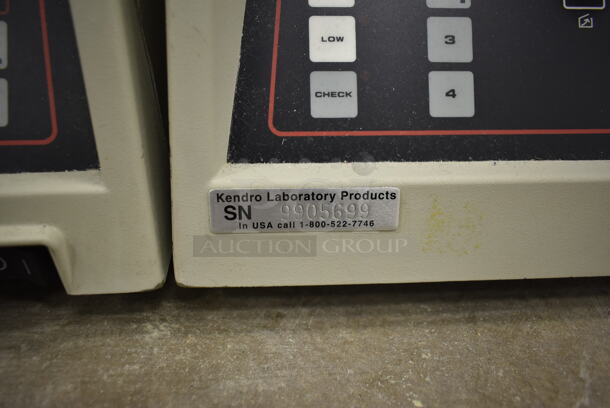 LOW
3
CHECK
4
Kendro Laboratory Products
SN 9905699
In USA call 1-800-522-7746
AUCTION GROUP